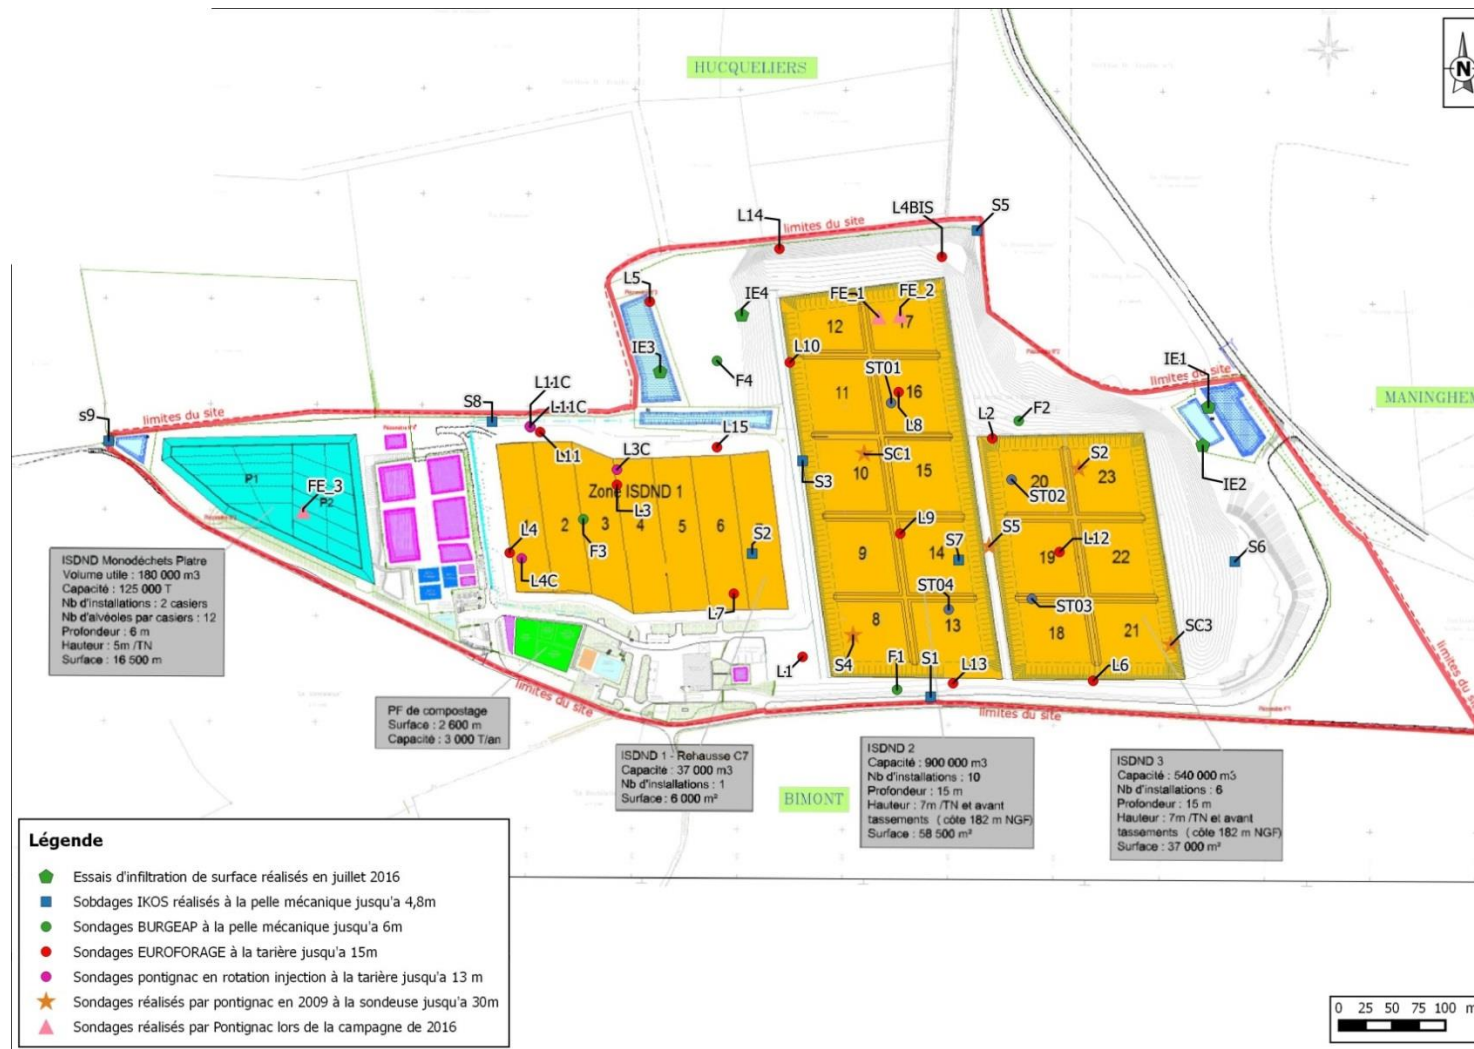 HUCQUELIERS
N
L14
limites du site
L4BIS
S5
L5
IE4
FE_1
FE_2
12
17
IE3
L10
F4
ST01
IE1
limites du site
MANINGHEM
s9
limites du site
S8
L11C
L11C
11
16
L2
F2
L11
L15
L8
L3C
SC1
S2
IE2
P1
P2
FE_3
Zone ISDND 1
S3
10
15
20
23
ST02
L3
L4
1
2
3
4
5
6
7
F3
S2
L9
S5
9
14
S7
19
L12
22
S6
L4C
L7
ST04
ST03
8
13
18
21
SC3
L1
S4
F1
S1
L13
L6
limites du site
limites du site
limites du s
ISDND Monodéchets Platre
Volume utile : 180 000 m3
Capacité : 125 000 T
Nb d'installations : 2 casiers
Nb d'alvéoles par casiers : 12
Profondeur : 6 m
Hauteur : 5m /TN
Surface : 16 500 m
PF de compostage
Surface : 2 600 m
Capacité : 3 000 T/an
ISDND 1 - Rehausse C7
Capacité : 37 000 m3
Nb d'installations : 1
Surface : 6 000 m²
BIMONT
ISDND 2
Capacité : 900 000 m3
Nb d'installations : 10
Profondeur : 15 m
Hauteur : 7m /TN et avant
tassements ( côte 182 m NGF)
Surface : 58 500 m²
ISDND 3
Capacité : 540 000 m3
Nb d'installations : 6
Profondeur : 15 m
Hauteur : 7m /TN et avant
tassements ( côte 182 m NGF)
Surface : 37 000 m²
Légende
Essais d'infiltration de surface réalisés en juillet 2016
Sobdages IKOS réalisés à la pelle mécanique jusqu'a 4,8m
Sondages BURGEAP à la pelle mécanique jusqu'a 6m
Sondages EUROFORAGE à la tarière jusqu'a 15m
Sondages pontignac en rotation injection à la tarière jusqu'a 13 m
Sondages réalisés par pontignac en 2009 à la sondeuse jusqu'a 30m
Sondages réalisés par Pontignac lors de la campagne de 2016
0 25 50 75 100 m